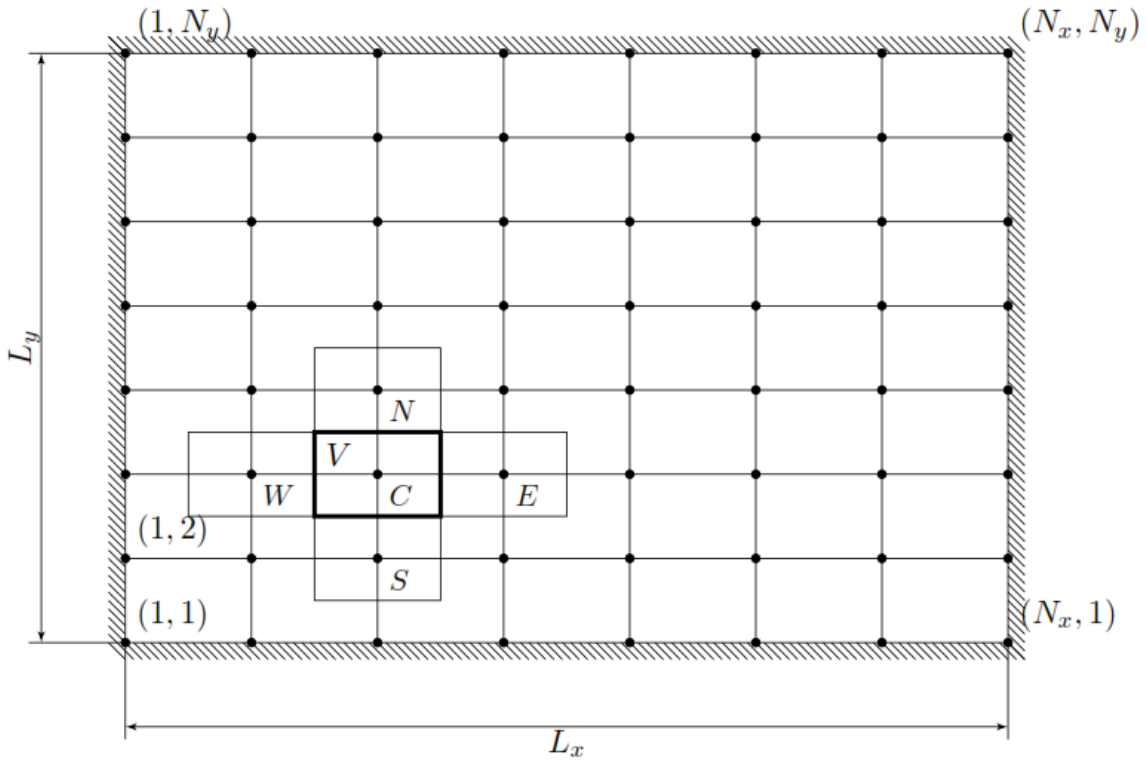 (1, N_y)
(N_x, N_y)
L_y
N
V
W
C
E
(1, 2)
S
(1, 1)
(N_x, 1)
L_x